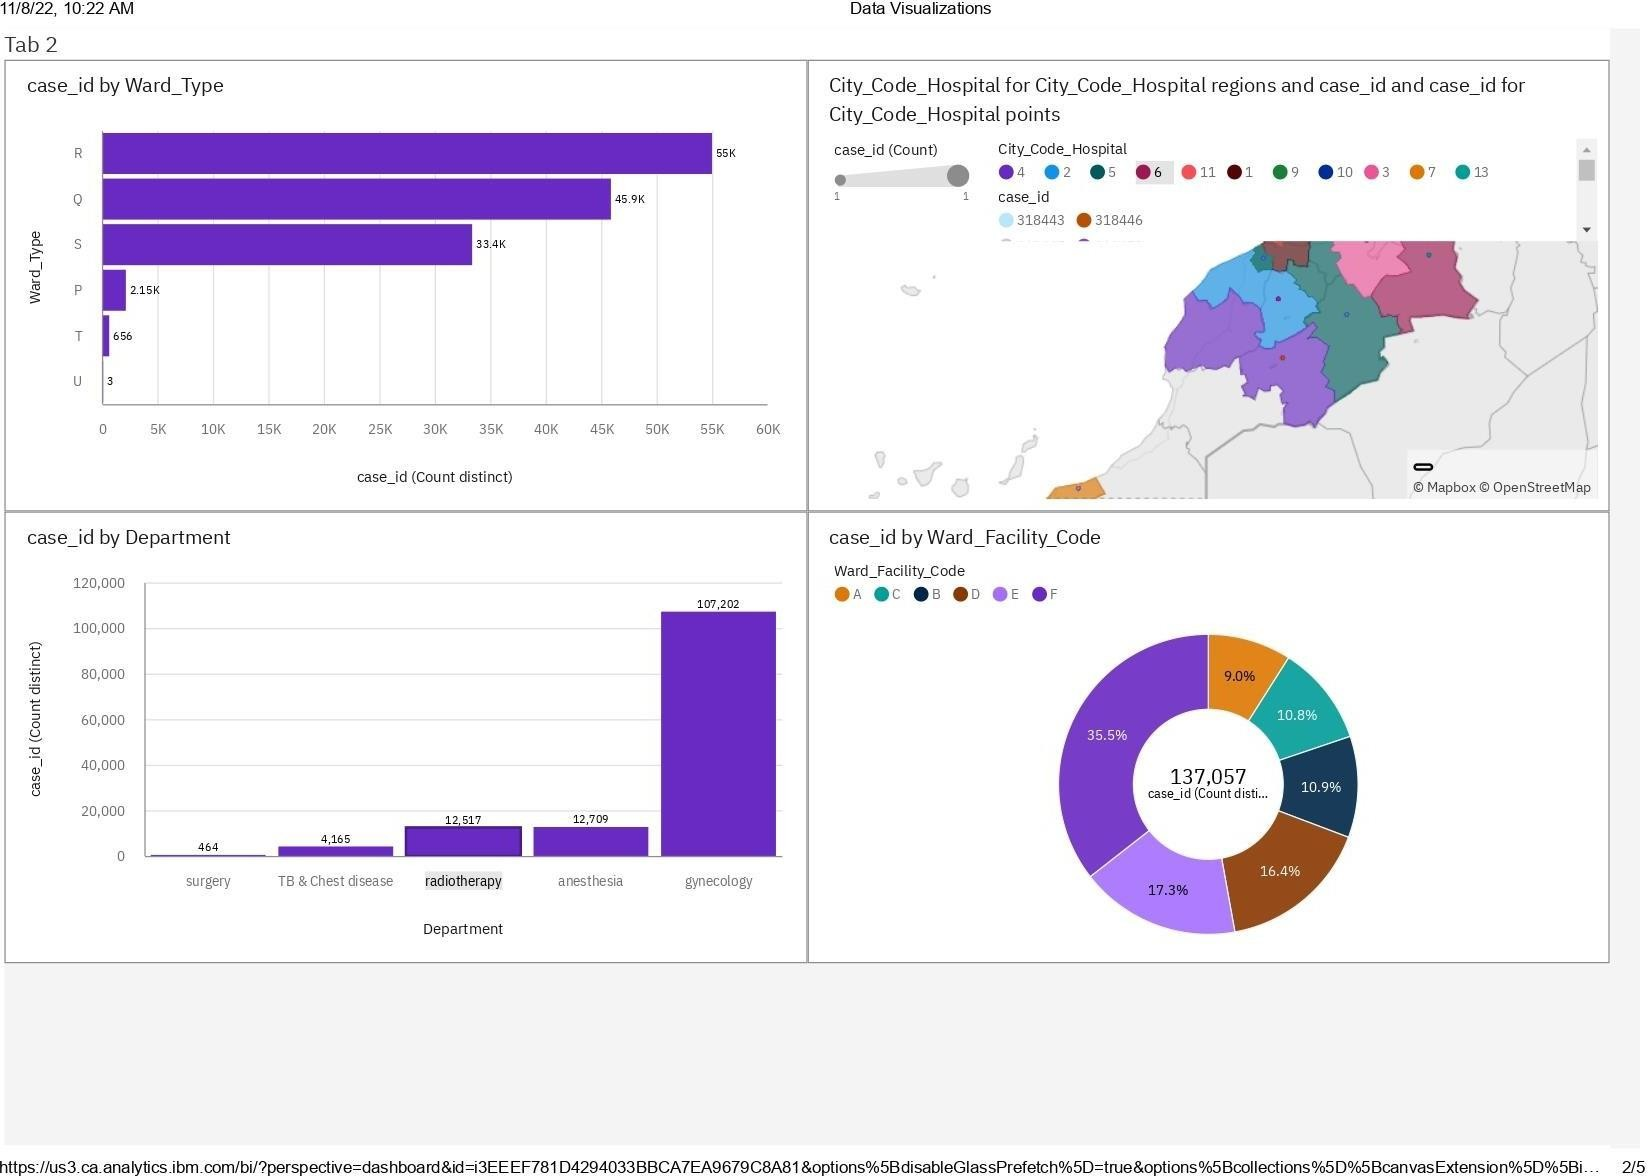 11/8/22, 10:22 AM
Data Visualizations
Tab 2
case_id by Ward_Type
Ward_Type
R
55K
Q
45.9K
S
33.4K
P
2.15K
T
656
U
3
0 5K 10K 15K 20K 25K 30K 35K 40K 45K 50K 55K 60K
case_id (Count distinct)
City_Code_Hospital for City_Code_Hospital regions and case_id and case_id for
City_Code_Hospital points
case_id (Count)
1 1
City_Code_Hospital
4 2 5 6 11 1 9 10 3 7 13
case_id
318443 318446
© Mapbox © OpenStreetMap
case_id by Department
case_id (Count distinct)
120,000
100,000
80,000
60,000
40,000
20,000
0
464
4,165
12,517
12,709
107,202
surgery TB & Chest disease radiotherapy anesthesia gynecology
Department
case_id by Ward_Facility_Code
Ward_Facility_Code
A C B D E F
9.0%
10.8%
10.9%
16.4%
17.3%
35.5%
137,057
case_id (Count disti...
https://us3.ca.analytics.ibm.com/bi/?perspective=dashboard&id=i3EEEF781D4294033BBCA7EA9679C8A81&options%5BdisableGlassPrefetch%5D=true&options%5Bcollections%5D%5BcanvasExtension%5D%5Bi…
2/5